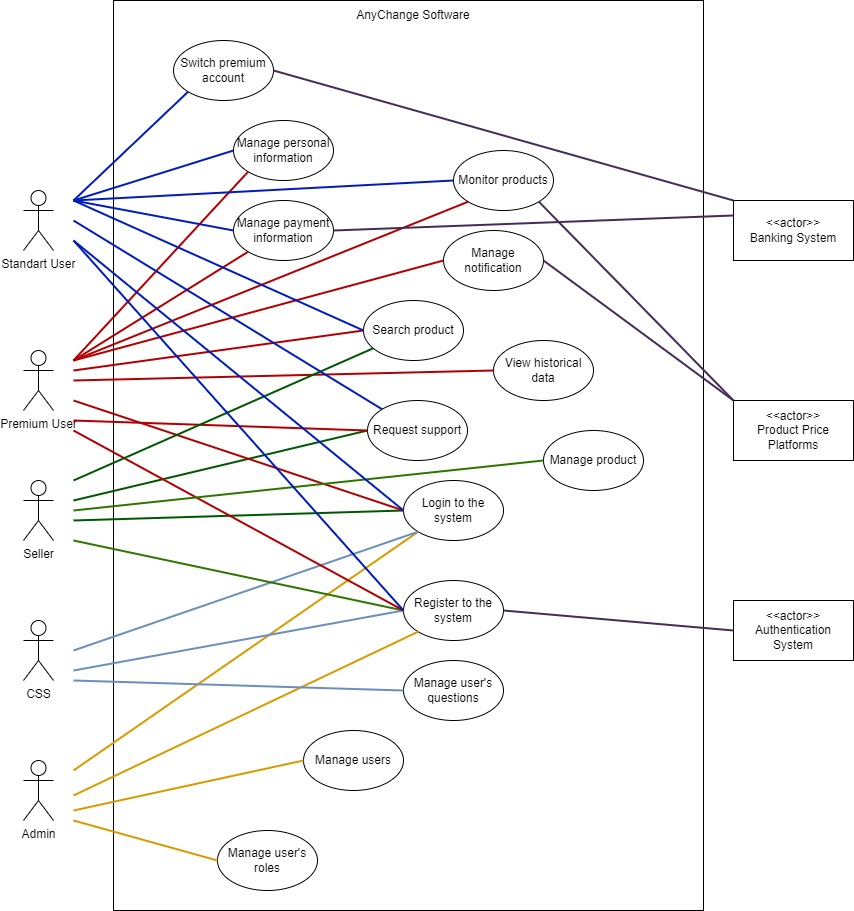 AnyChange Software
Switch premium
account
Manage personal
information
Monitor products
Manage payment
information
<<actor>>
Banking System
Standart User
Manage
notification
Search product
View historical
data
Premium User
Request support
<<actor>>
Product Price
Platforms
Manage product
Login to the
system
Seller
Register to the
system
<<actor>>
Authentication
System
CSS
Manage user's
questions
Manage users
Admin
Manage user's
roles